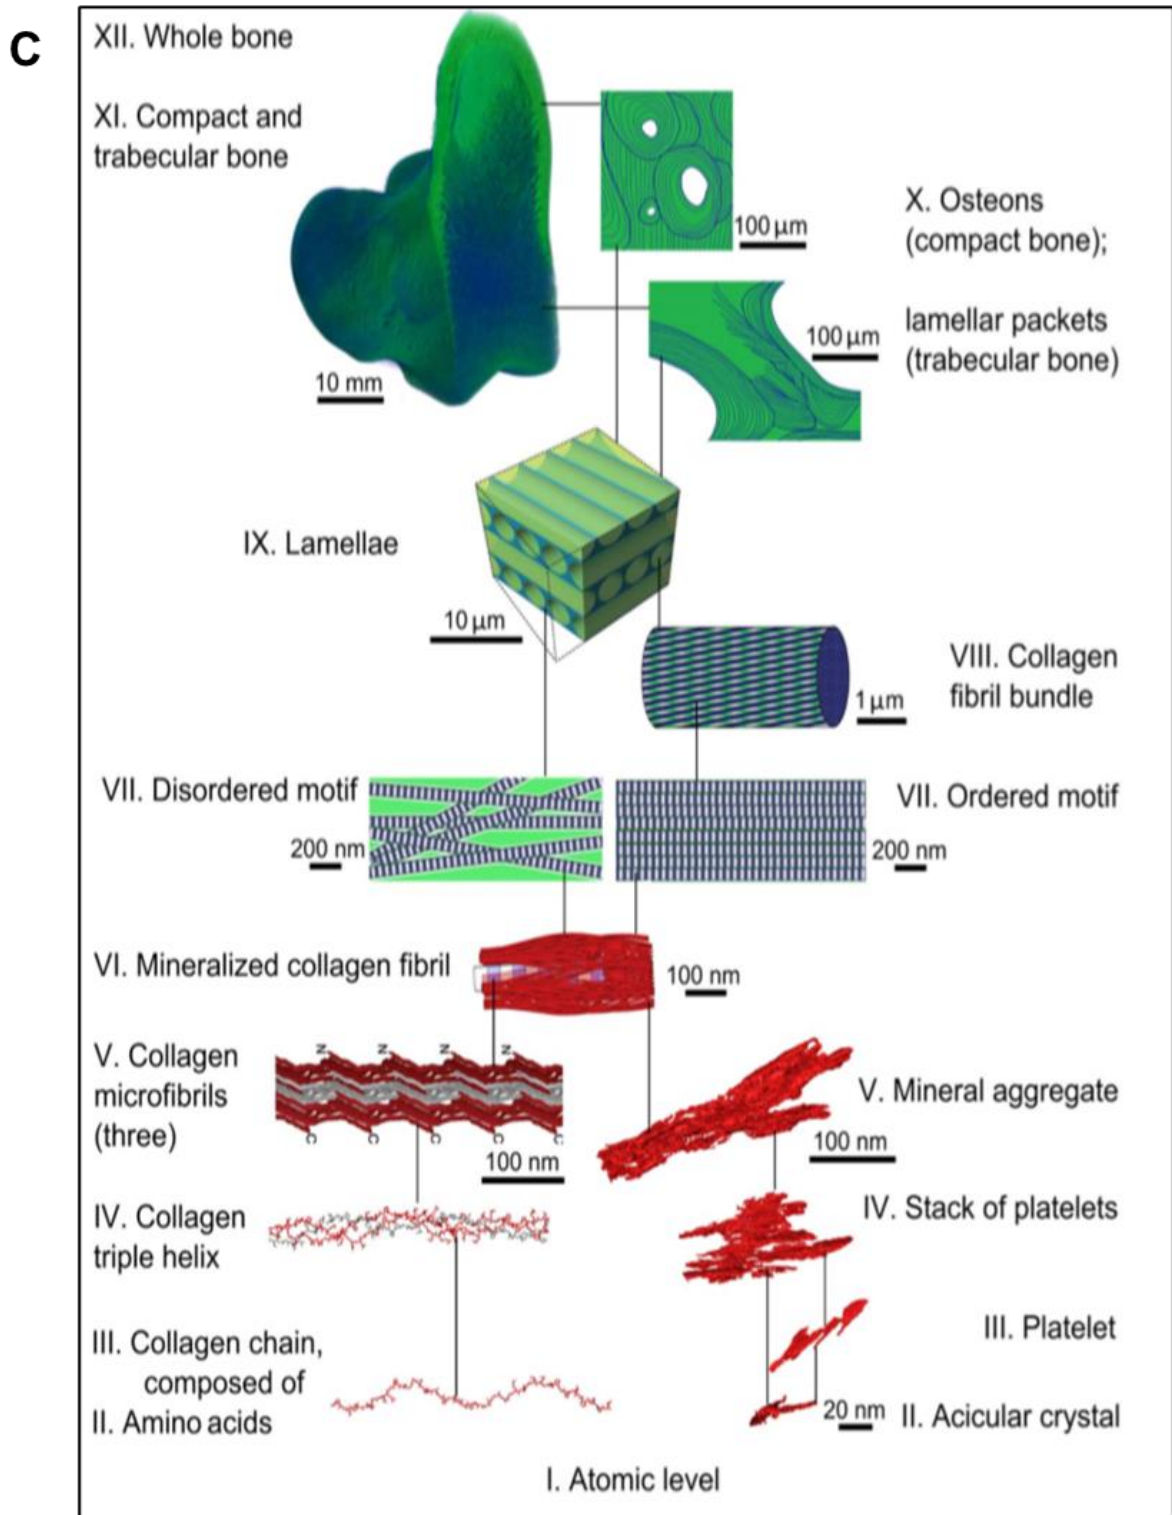 C
XII. Whole bone
XI. Compact and
trabecular bone
100 μm
X. Osteons
(compact bone);
lamellar packets
(trabecular bone)
100 μm
10 mm
IX. Lamellae
10 μm
VIII. Collagen
fibril bundle
1 μm
VII. Disordered motif
200 nm
VII. Ordered motif
200 nm
VI. Mineralized collagen fibril
100 nm
V. Collagen
microfibrils
(three)
N N N N
C C C C C
100 nm
V. Mineral aggregate
100 nm
IV. Collagen
triple helix
IV. Stack of platelets
III. Collagen chain,
composed of
II. Amino acids
III. Platelet
20 nm
II. Acicular crystal
I. Atomic level